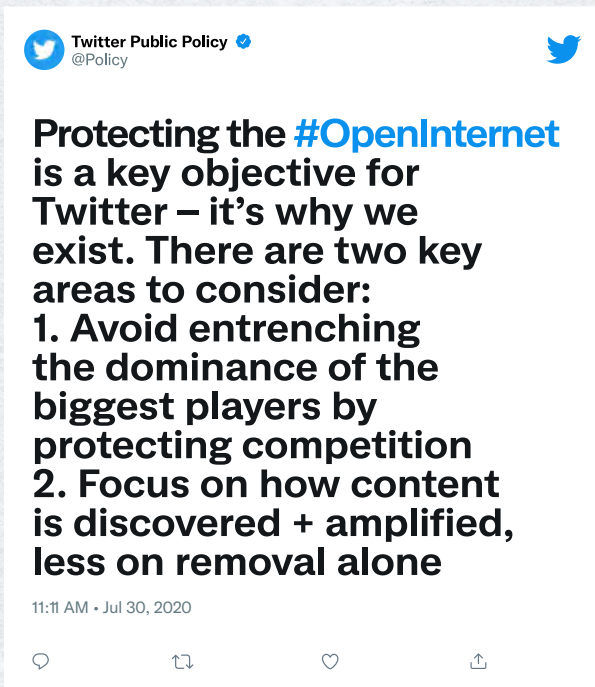 Twitter Public Policy
@Policy
Protecting the #OpenInternet
is a key objective for
Twitter – it’s why we
exist. There are two key
areas to consider:
1. Avoid entrenching
the dominance of the
biggest players by
protecting competition
2. Focus on how content
is discovered + amplified,
less on removal alone
11:11 AM • Jul 30, 2020